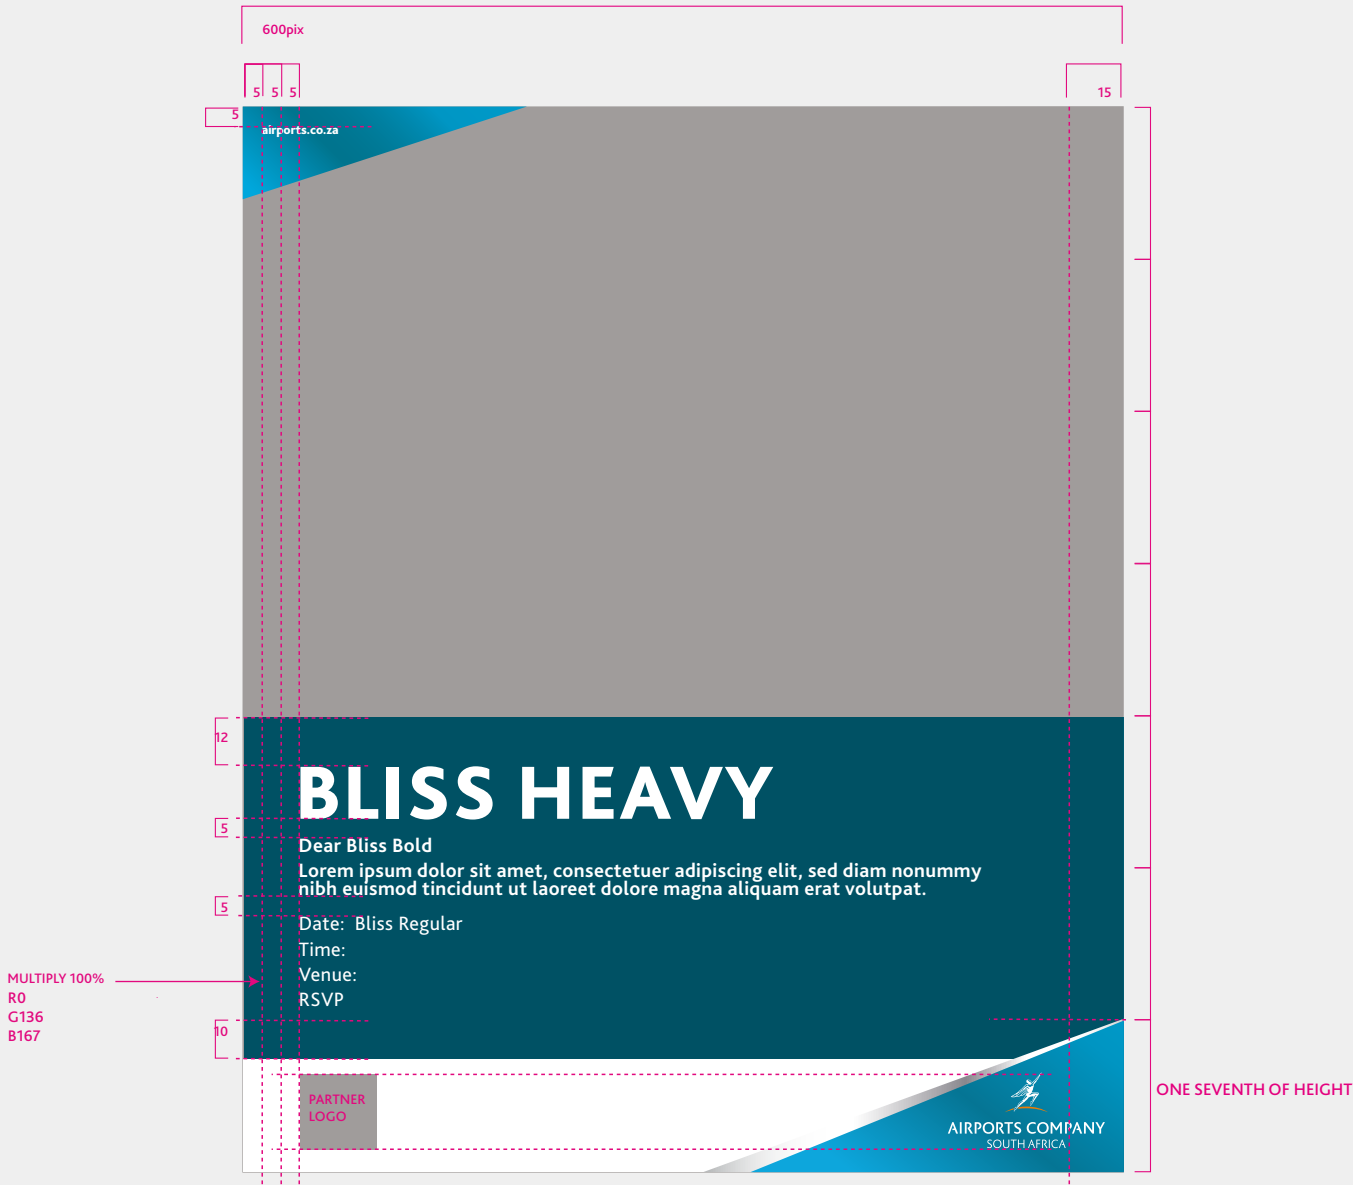 600pix
5 5 5
15
5
airports.co.za
12
BLISS HEAVY
5
Dear Bliss Bold
Lorem ipsum dolor sit amet, consectetuer adipiscing elit, sed diam nonummy
nibh euismod tincidunt ut laoreet dolore magna aliquam erat volutpat.
5
Date: Bliss Regular
Time:
Venue:
RSVP
MULTIPLY 100%
R0
G136
B167
10
PARTNER
LOGO
AIRPORTS COMPANY
SOUTH AFRICA
ONE SEVENTH OF HEIGHT